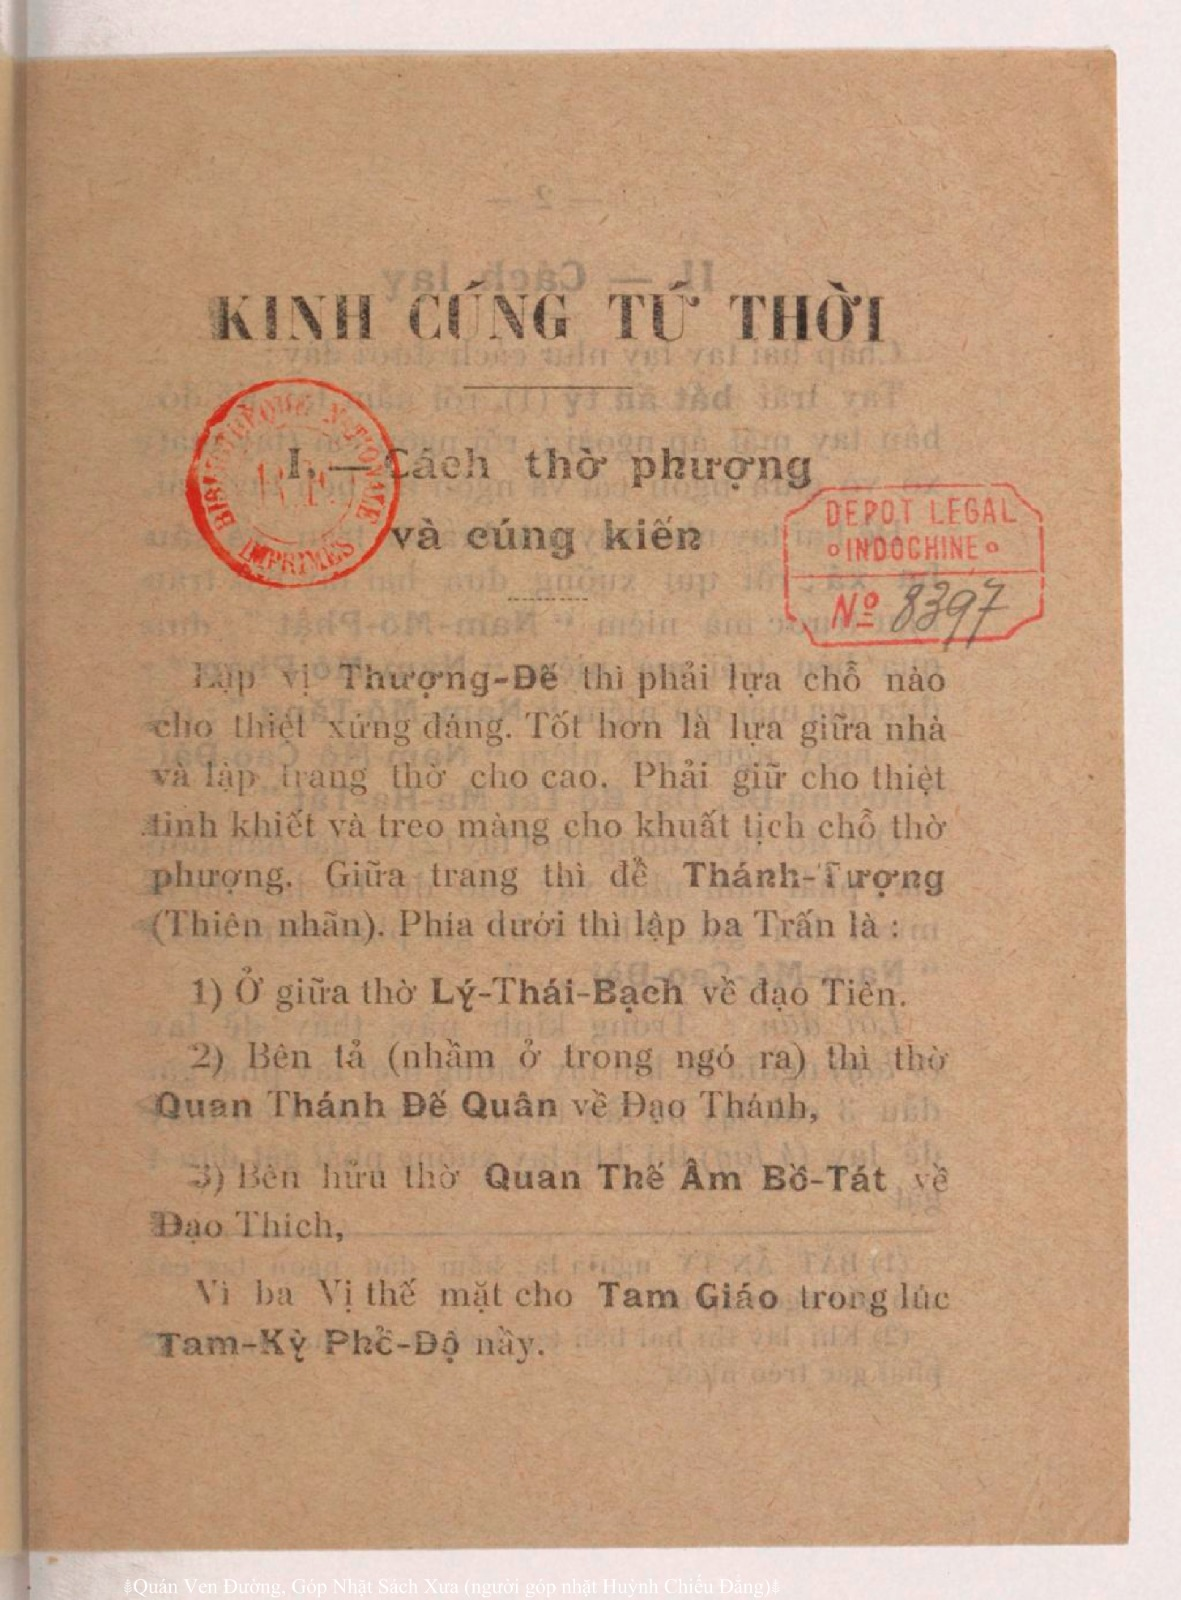 KINH CÚNG TỨ THỜI
I. — Cách thờ phượng
và cúng kiến
BIBLIOTHÈQUE NATIONALE
IMPRIMÉS
DEPOT LEGAL
INDOCHINE
Nº 8397
Lập vị Thượng-Đế thì phải lựa chỗ nào
cho thiệt xứng đáng. Tốt hơn là lựa giữa nhà
và lập trang thờ cho cao. Phải giữ cho thiệt
tinh khiết và treo màng cho khuất tịch chỗ thờ
phượng. Giữa trang thì để Thánh-Tượng
(Thiên nhãn). Phía dưới thì lập ba Trấn là :
1) Ở giữa thờ Lý-Thái-Bạch về đạo Tiên.
2) Bên tả (nhầm ở trong ngó ra) thì thờ
Quan Thánh Đế Quân về Đạo Thánh,
3) Bên hửu thờ Quan Thế Âm Bồ-Tát về
Đạo Thích,
Vì ba Vị thế mặt cho Tam Giáo trong lúc
Tam-Kỳ Phổ-Độ nầy.
Quán Ven Đường, Góp Nhặt Sách Xưa (người góp nhặt Huỳnh Chiếu Đẳng)